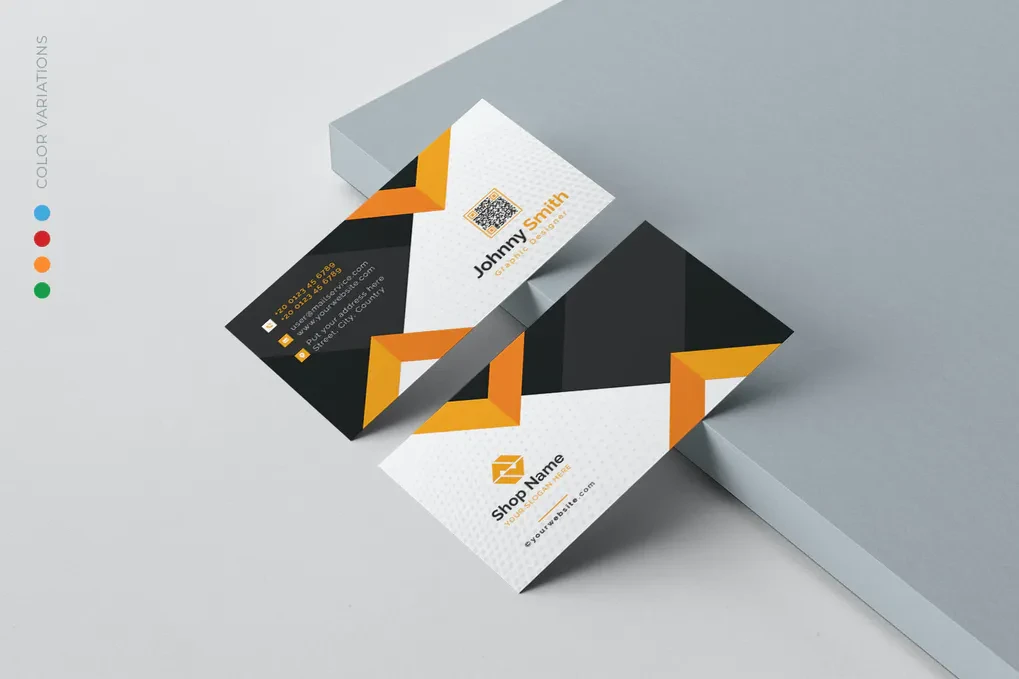 COLOR VARIATIONS
Johnny Smith
Graphic Designer
+20 0123 45 6789
+20 0123 45 6789
user@mailservice.com
www.yourwebsite.com
Put your address here
Street, City, Country
Shop Name
YOUR SLOGAN HERE
©yourwebsite.com